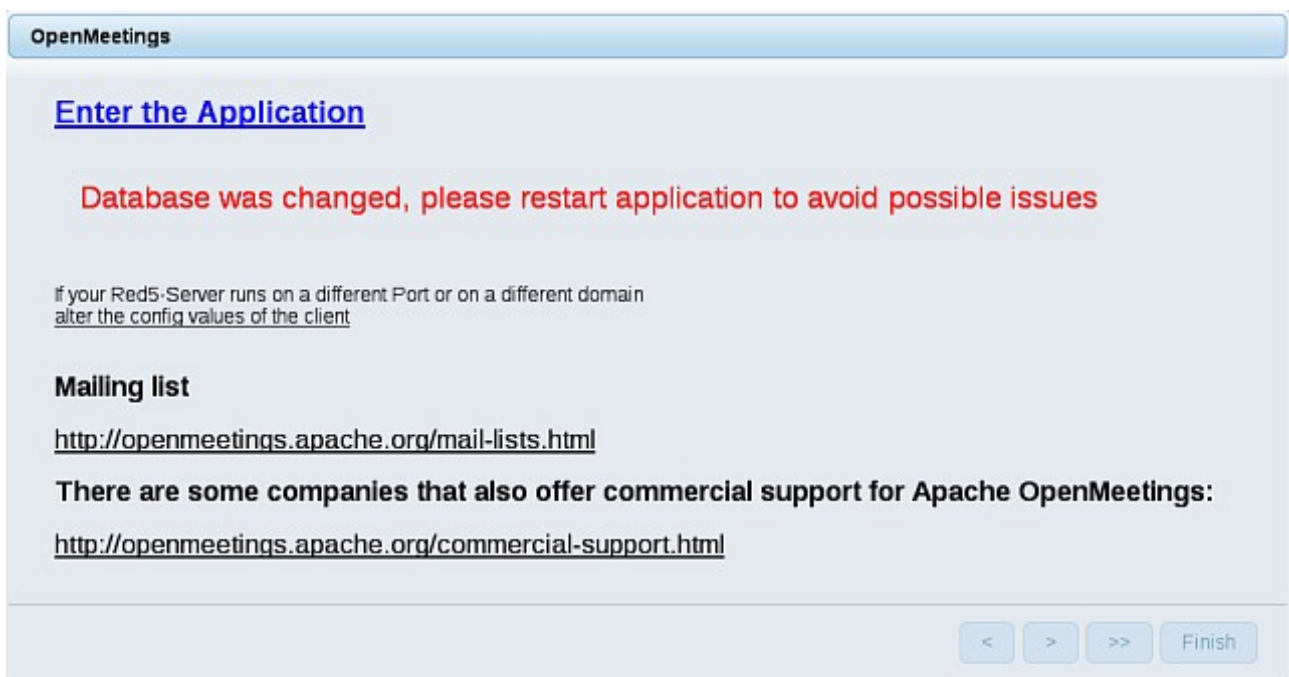 OpenMeetings
Enter the Application
Database was changed, please restart application to avoid possible issues
If your Red5-Server runs on a different Port or on a different domain
alter the config values of the client
Mailing list
http://openmeetings.apache.org/mail-lists.html
There are some companies that also offer commercial support for Apache OpenMeetings:
http://openmeetings.apache.org/commercial-support.html
< > >> Finish